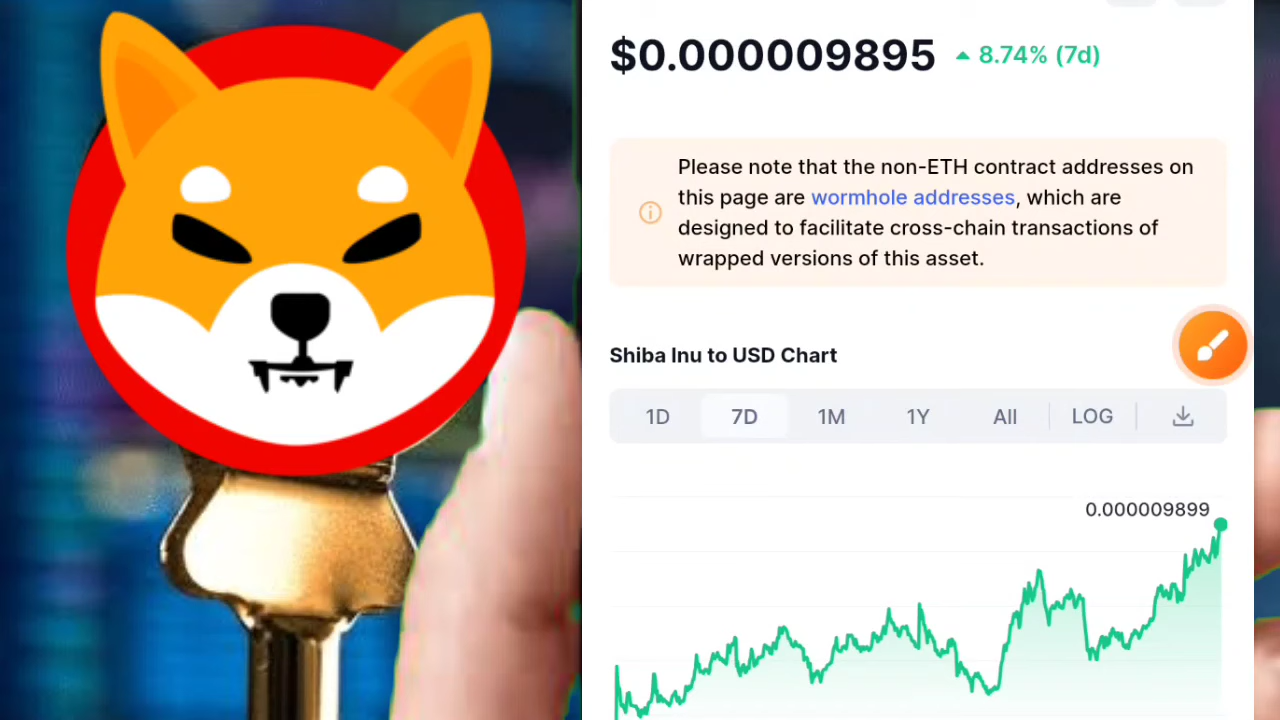 $0.000009895 8.74% (7d)
Please note that the non-ETH contract addresses on
this page are wormhole addresses, which are
designed to facilitate cross-chain transactions of
wrapped versions of this asset.
Shiba Inu to USD Chart
1D 7D 1M 1Y All LOG
0.000009899